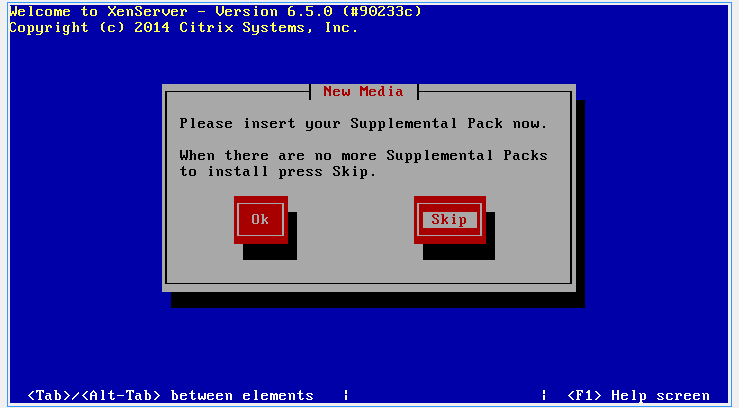 Welcome to XenServer - Version 6.5.0 (#90233c)
Copyright (c) 2014 Citrix Systems, Inc.
New Media
Please insert your Supplemental Pack now.
When there are no more Supplemental Packs
to install press Skip.
Ok Skip
<Tab>/<Alt-Tab> between elements | | <F1> Help screen